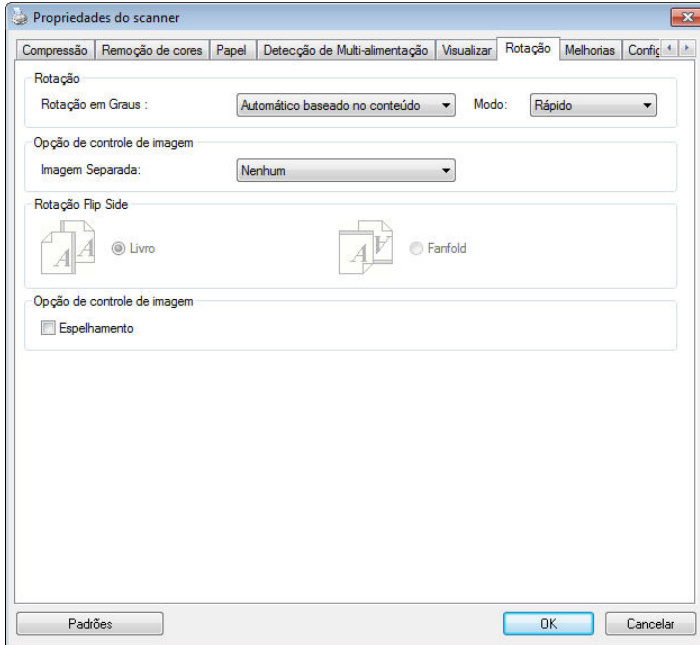 Propriedades do scanner
Compressão Remoção de cores Papel Detecção de Multi-alimentação Visualizar Rotação Melhorias
Rotação
Rotação em Graus : Automático baseado no conteúdo Modo: Rápido
Opção de controle de imagem
Imagem Separada: Nenhum
Rotação Flip Side
A A Livro A A Fanfold
Opção de controle de imagem
Espelhamento
Padrões OK Cancelar